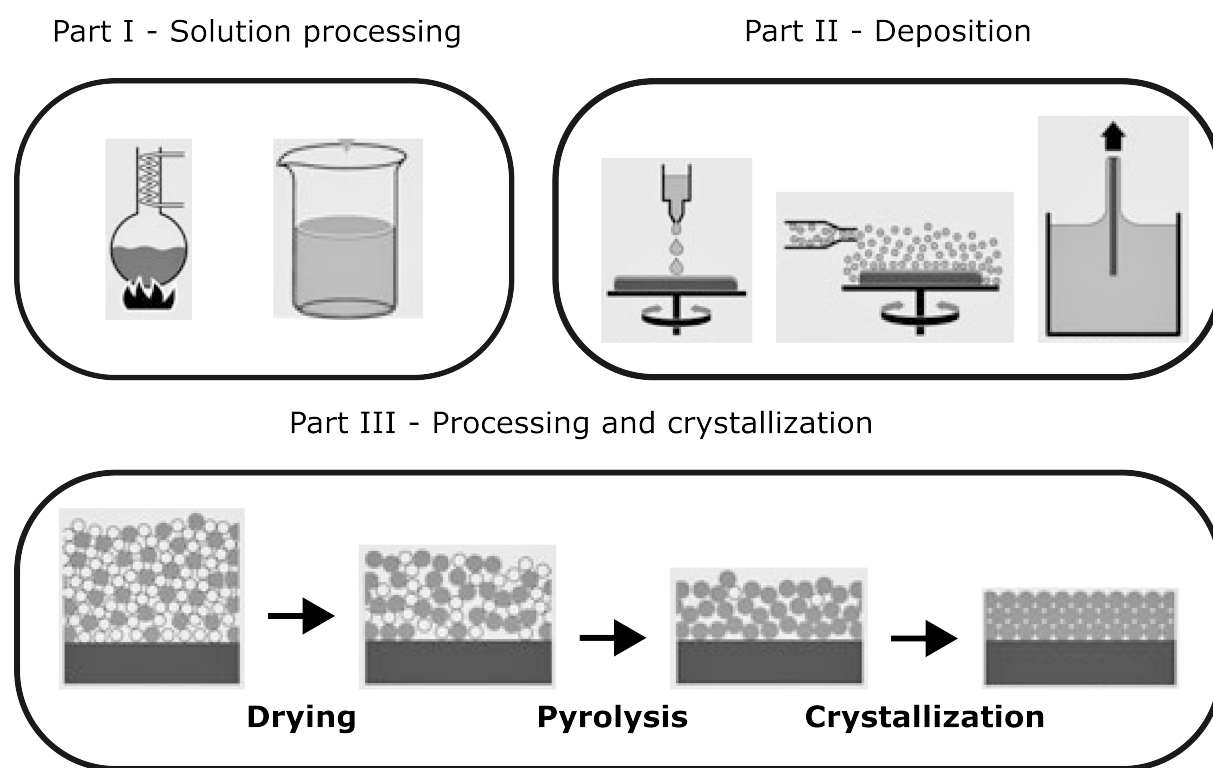 Part I - Solution processing
Part II - Deposition
Part III - Processing and crystallization
Drying
Pyrolysis
Crystallization